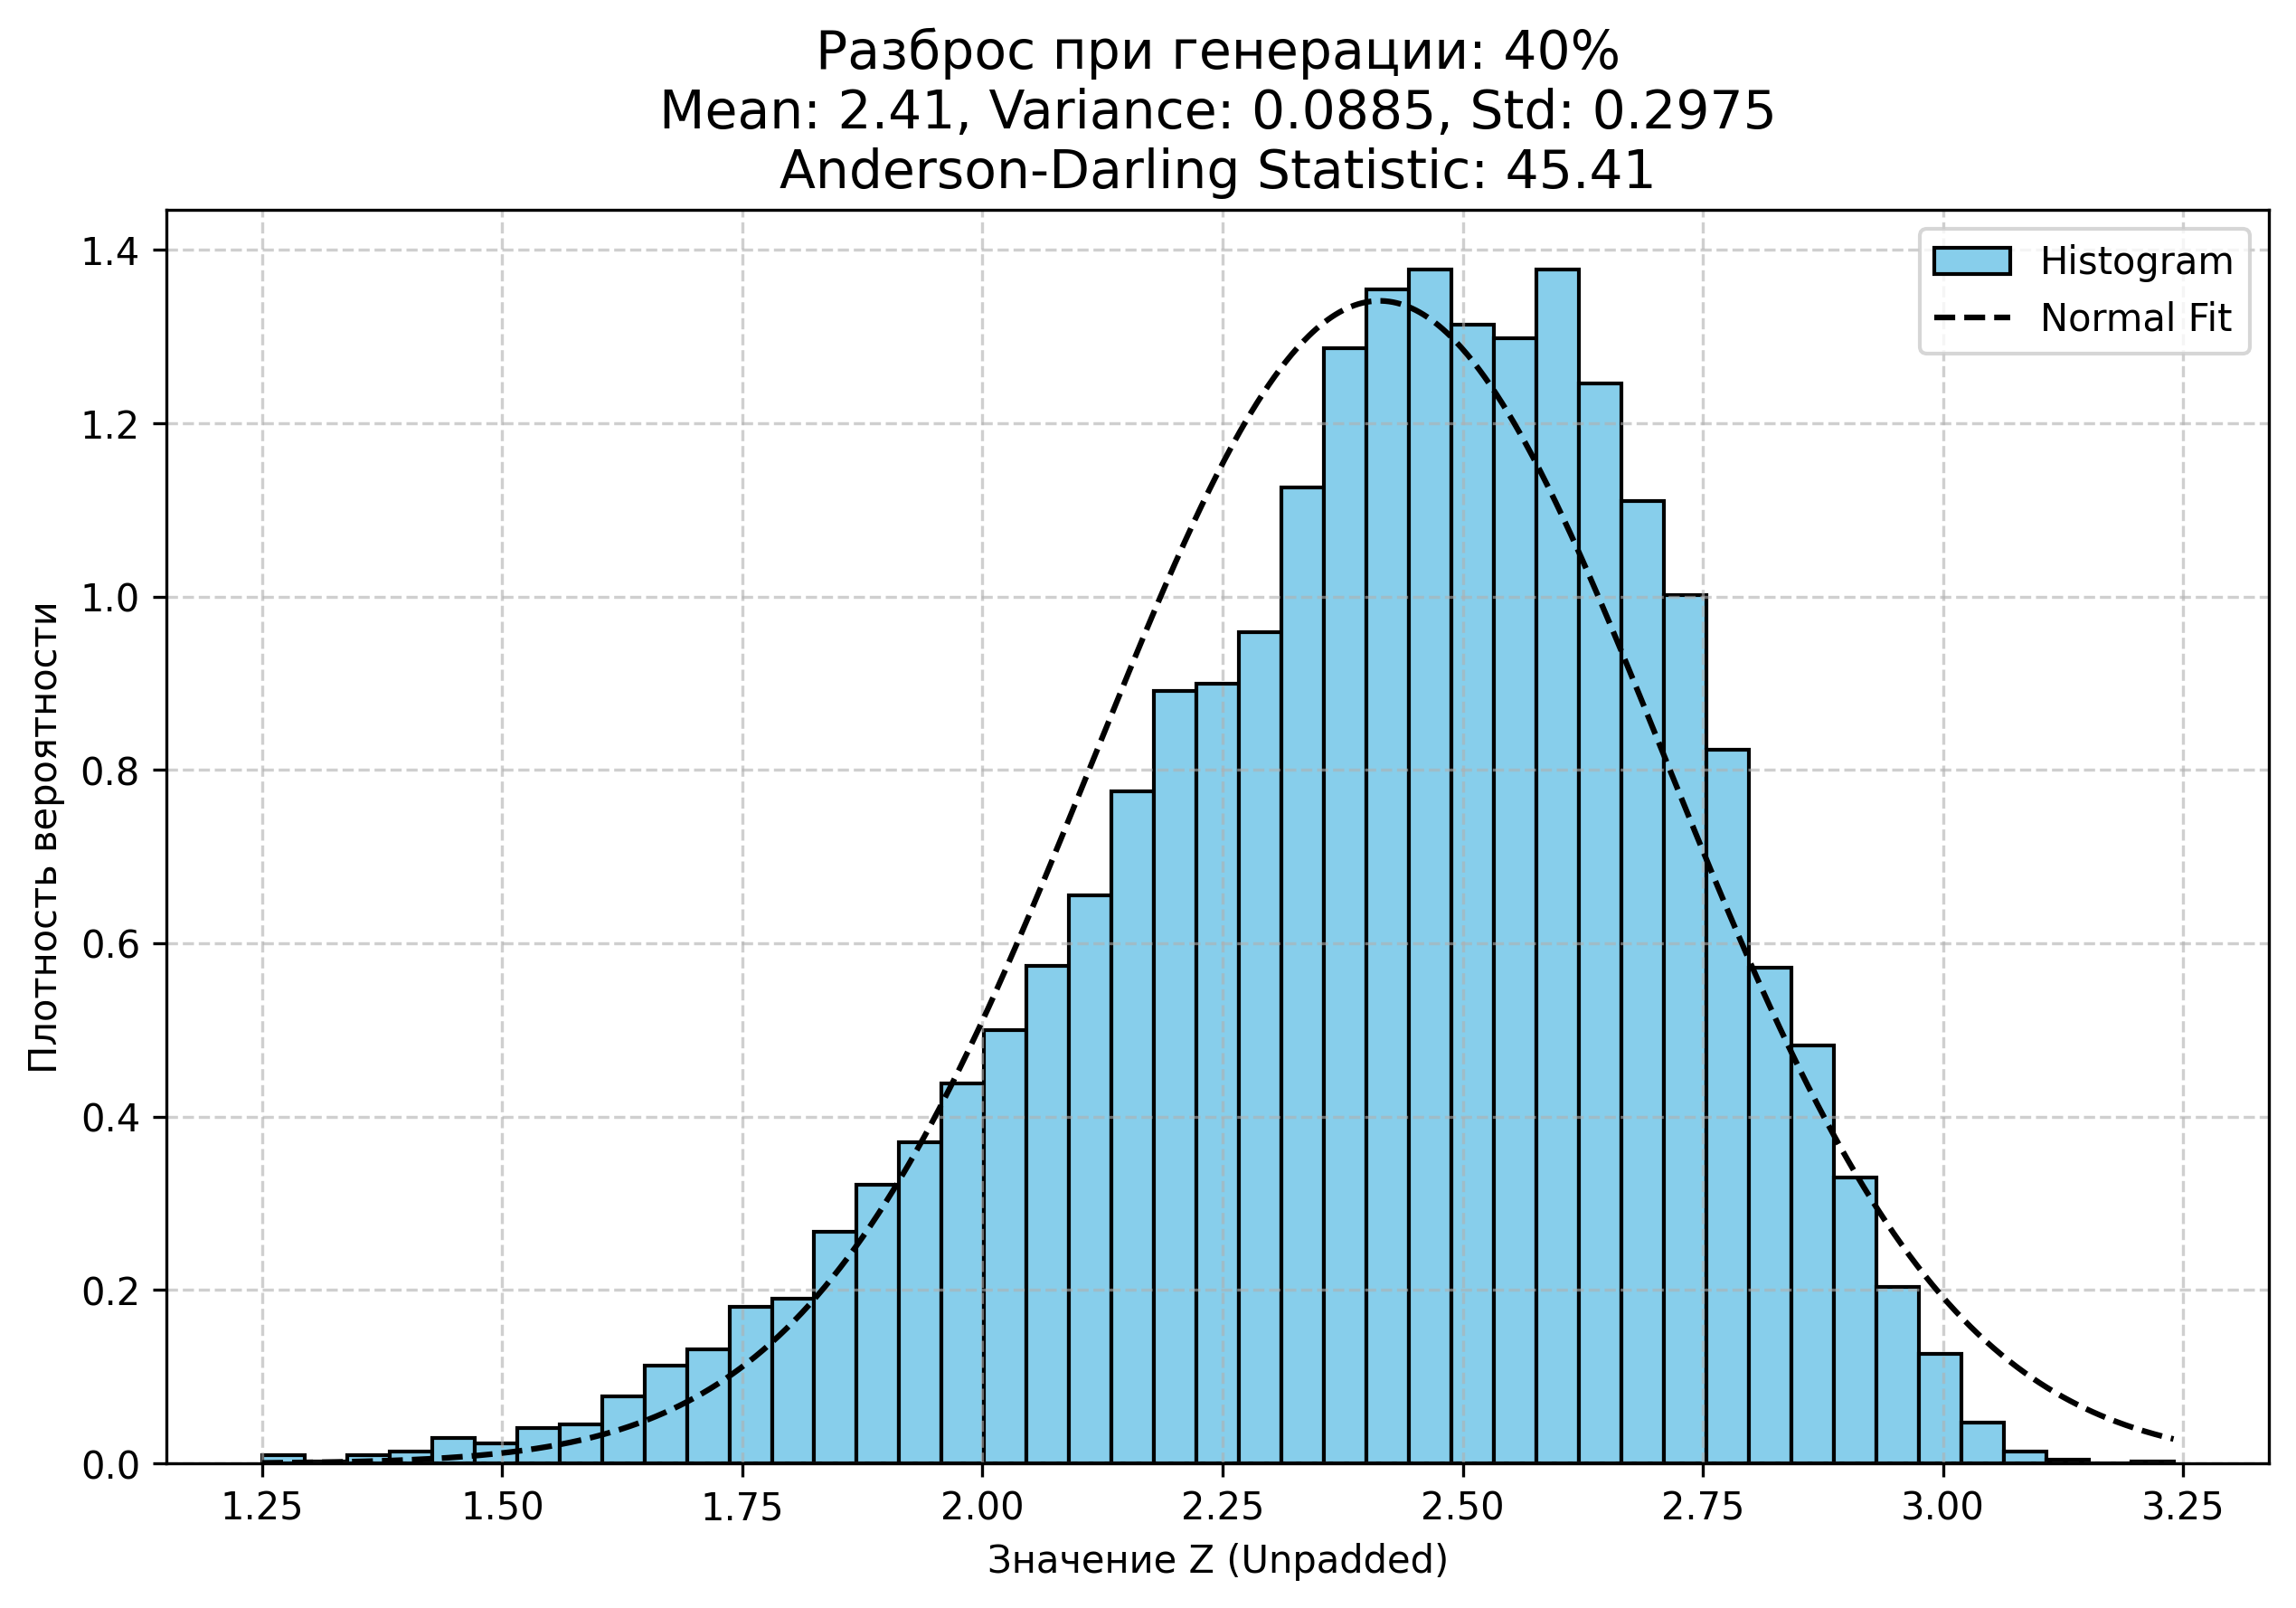 Разброс при генерации: 40%
Mean: 2.41, Variance: 0.0885, Std: 0.2975
Anderson-Darling Statistic: 45.41
Histogram
Normal Fit
Плотность вероятности
1.4
1.2
1.0
0.8
0.6
0.4
0.2
0.0
1.25 1.50 1.75 2.00 2.25 2.50 2.75 3.00 3.25
Значение Z (Unpadded)